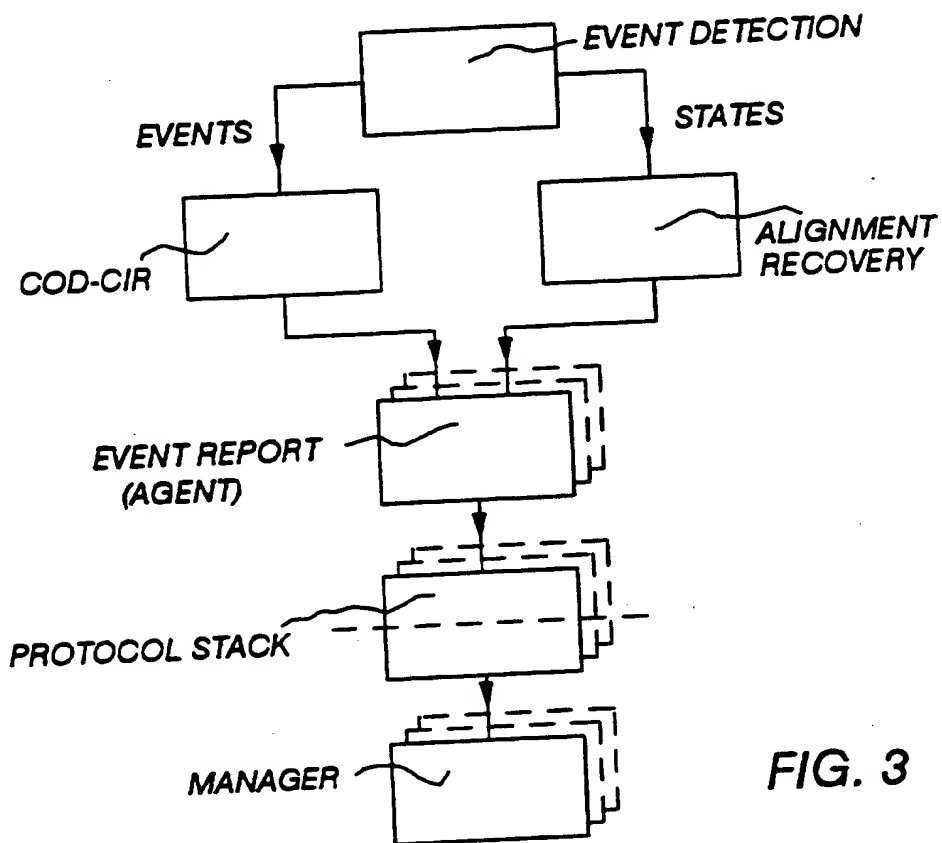 EVENT DETECTION
EVENTS
STATES
COD-CIR
ALIGNMENT
RECOVERY
EVENT REPORT
(AGENT)
PROTOCOL STACK
MANAGER
FIG. 3